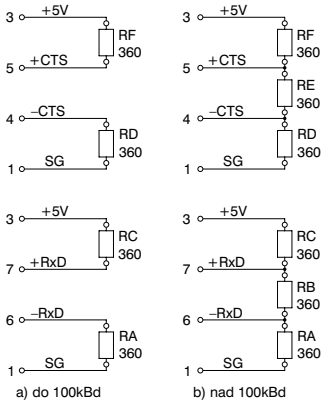 3 +5V RF 360
5 +CTS
4 −CTS RD 360
1 SG
3 +5V RC 360
7 +RxD
6 −RxD RA 360
1 SG
a) do 100kBd
3 +5V RF 360
5 +CTS RE 360
4 −CTS RD 360
1 SG
3 +5V RC 360
7 +RxD RB 360
6 −RxD RA 360
1 SG
b) nad 100kBd